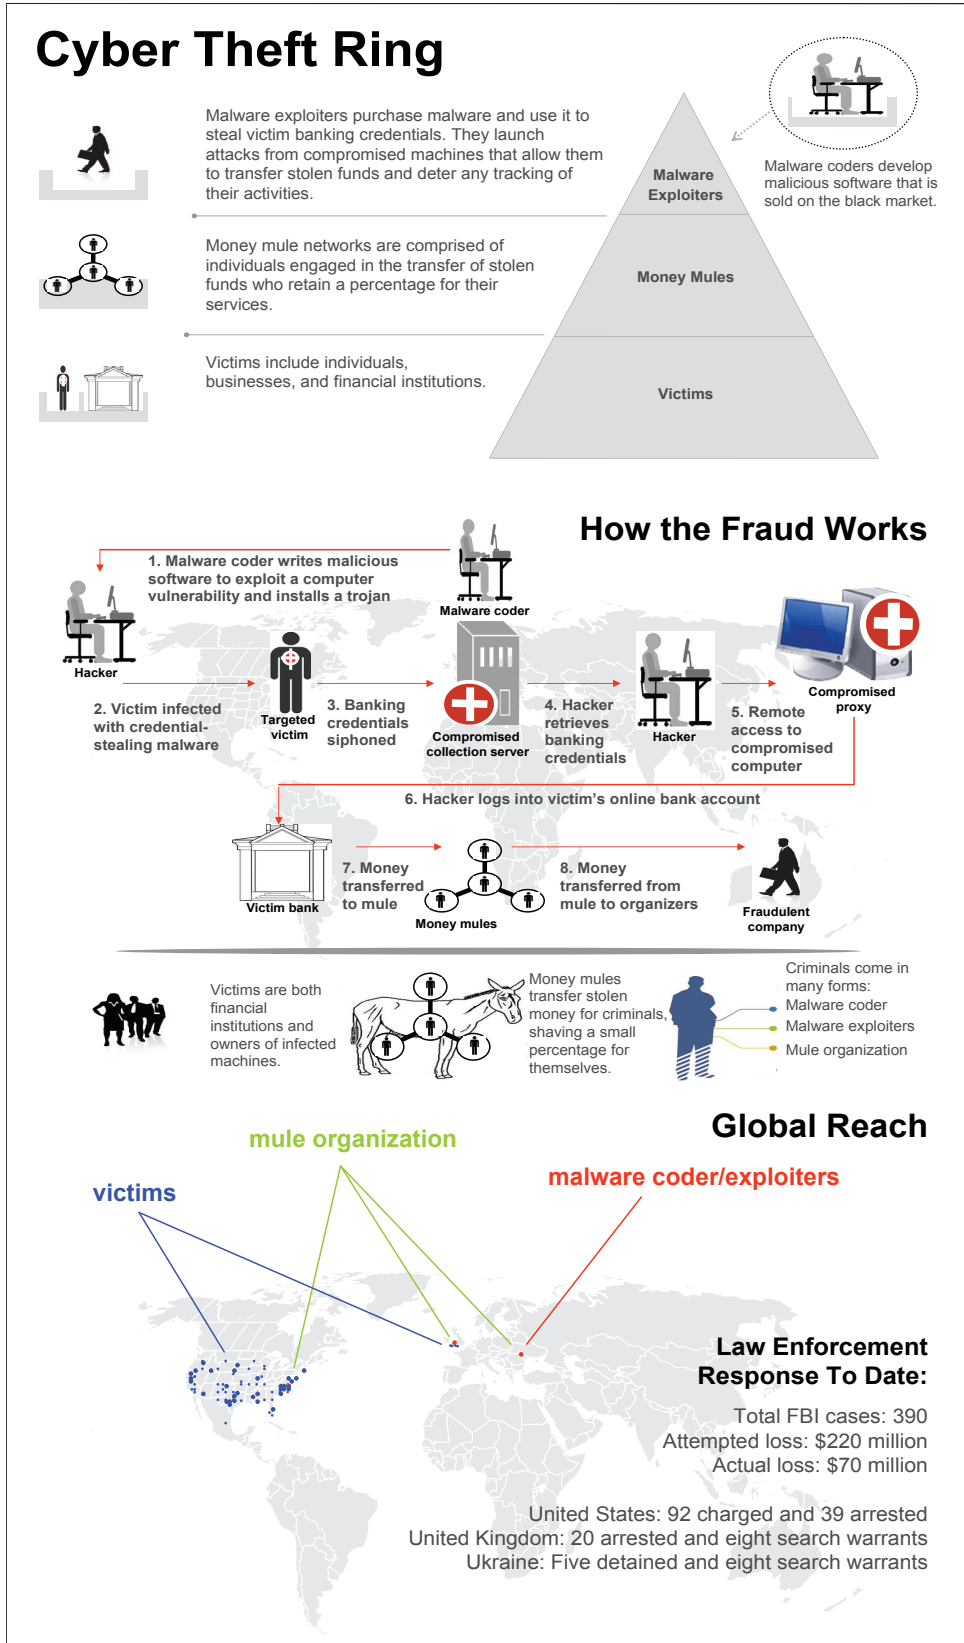 Cyber Theft Ring
Malware exploiters purchase malware and use it to
steal victim banking credentials. They launch
attacks from compromised machines that allow them
to transfer stolen funds and deter any tracking of
their activities.
Malware
Exploiters
Malware coders develop
malicious software that is
sold on the black market.
Money mule networks are comprised of
individuals engaged in the transfer of stolen
funds who retain a percentage for their
services.
Money Mules
Victims include individuals,
businesses, and financial institutions.
Victims
How the Fraud Works
1. Malware coder writes malicious
software to exploit a computer
vulnerability and installs a trojan
Malware coder
Hacker
2. Victim infected
with credential-
stealing malware
Targeted
victim
3. Banking
credentials
siphoned
Compromised
collection server
4. Hacker
retrieves
banking
credentials
Hacker
5. Remote
access to
compromised
computer
Compromised
proxy
6. Hacker logs into victim's online bank account
Victim bank
7. Money
transferred
to mule
Money mules
8. Money
transferred from
mule to organizers
Fraudulent
company
Victims are both
financial
institutions and
owners of infected
machines.
Money mules
transfer stolen
money for criminals,
shaving a small
percentage for
themselves.
Criminals come in
many forms:
Malware coder
Malware exploiters
Mule organization
Global Reach
mule organization
malware coder/exploiters
victims
Law Enforcement
Response To Date:
Total FBI cases: 390
Attempted loss: $220 million
Actual loss: $70 million
United States: 92 charged and 39 arrested
United Kingdom: 20 arrested and eight search warrants
Ukraine: Five detained and eight search warrants